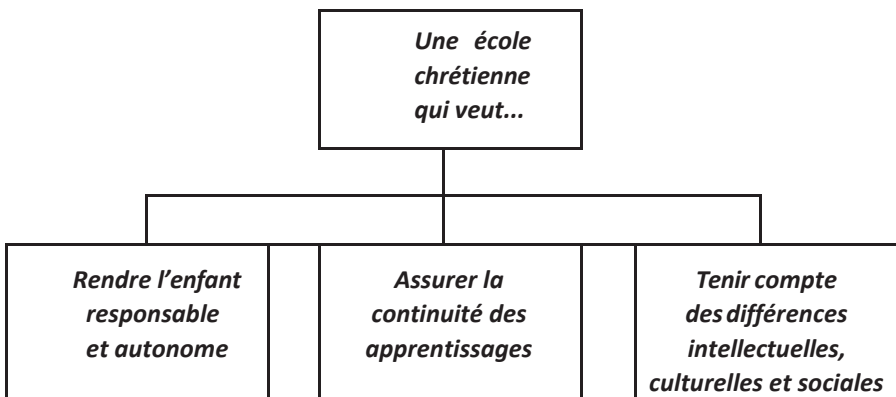 Une école
chrétienne
qui veut...
Rendre l’enfant
responsable
et autonome
Assurer la
continuité des
apprentissages
Tenir compte
des différences
intellectuelles,
culturelles et sociales